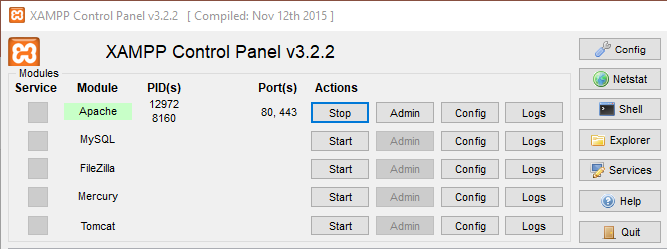 XAMPP Control Panel v3.2.2 [ Compiled: Nov 12th 2015 ]
XAMPP Control Panel v3.2.2
Config
Modules
Service Module PID(s) Port(s) Actions
Netstat
Apache 12972 8160 80, 443 Stop Admin Config Logs
Shell
MySQL Start Admin Config Logs
Explorer
FileZilla Start Admin Config Logs
Services
Mercury Start Admin Config Logs
Help
Tomcat Start Admin Config Logs
Quit